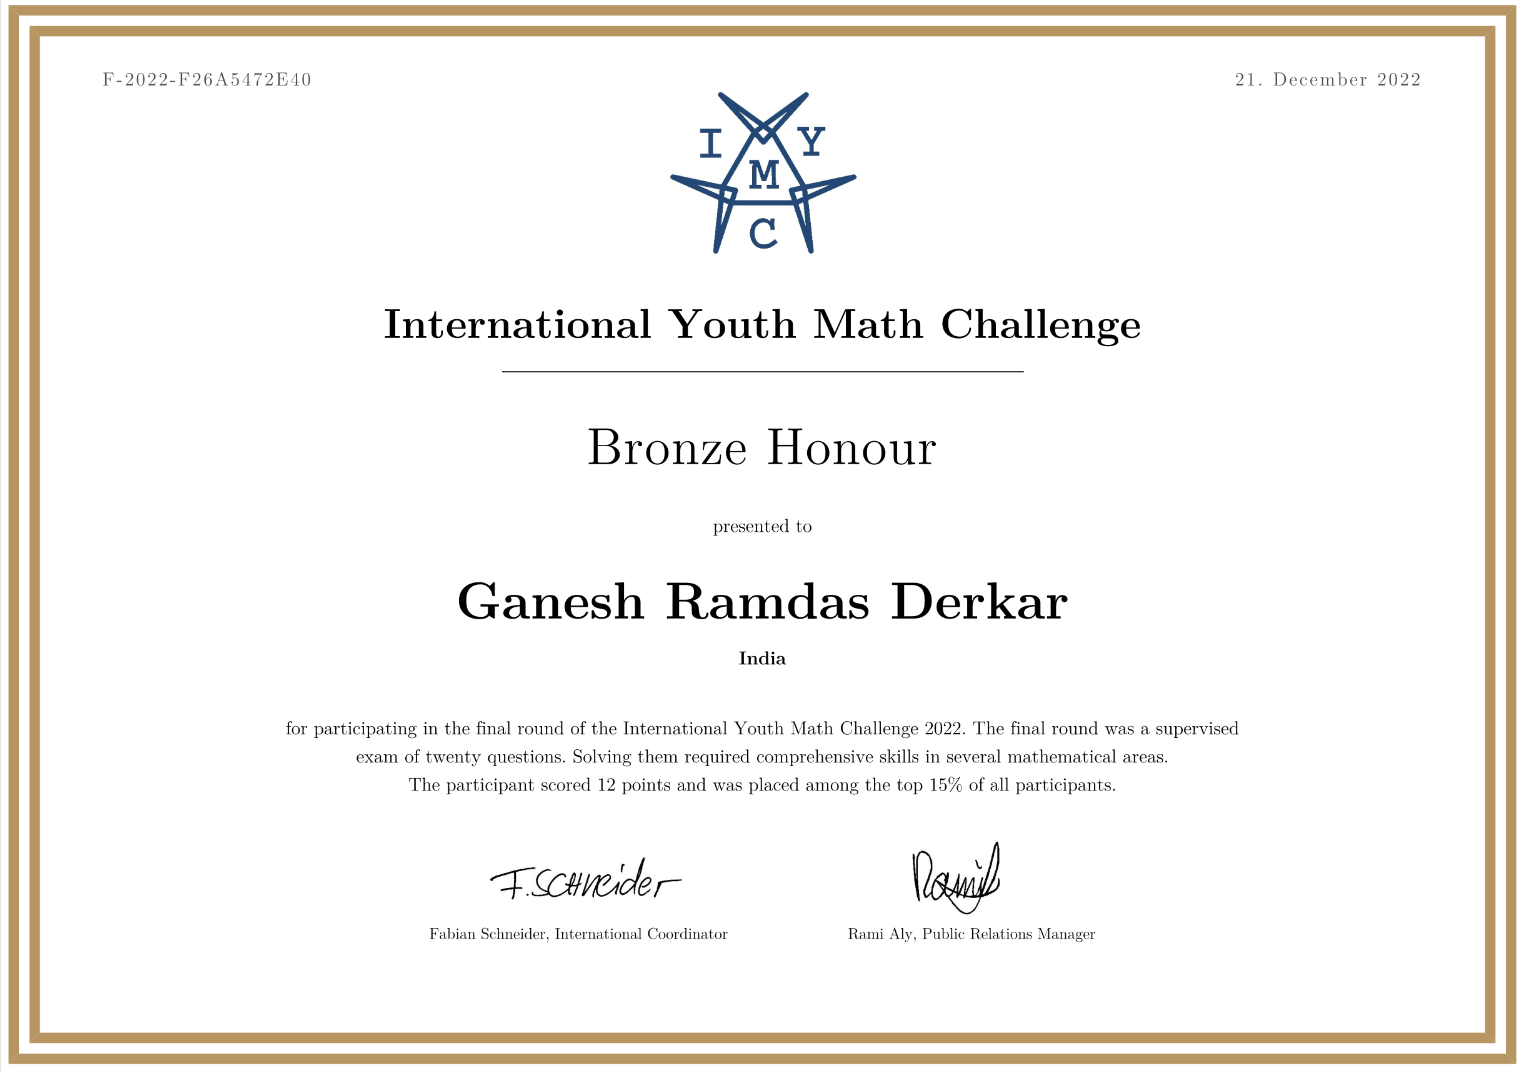 F-2022-F26A5472E40
21. December 2022
I Y
M
C
International Youth Math Challenge
Bronze Honour
presented to
Ganesh Ramdas Derkar
India
for participating in the final round of the International Youth Math Challenge 2022. The final round was a supervised
exam of twenty questions. Solving them required comprehensive skills in several mathematical areas.
The participant scored 12 points and was placed among the top 15% of all participants.
F. SCHNeider
Rami
Fabian Schneider, International Coordinator
Rami Aly, Public Relations Manager